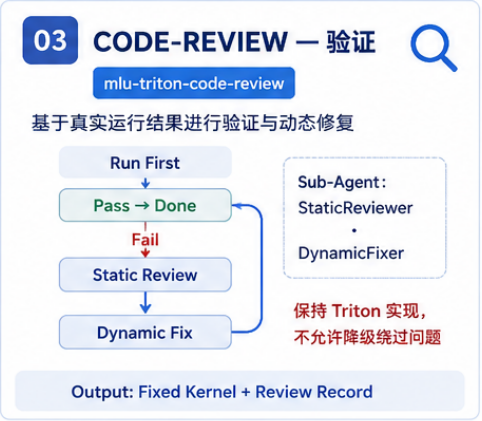 03 CODE-REVIEW — 验证
mlu-triton-code-review
基于真实运行结果进行验证与动态修复
Run First
Pass → Done
Fail
Static Review
Dynamic Fix
Sub-Agent:
StaticReviewer
•
DynamicFixer
保持 Triton 实现，
不允许降级绕过问题
Output: Fixed Kernel + Review Record